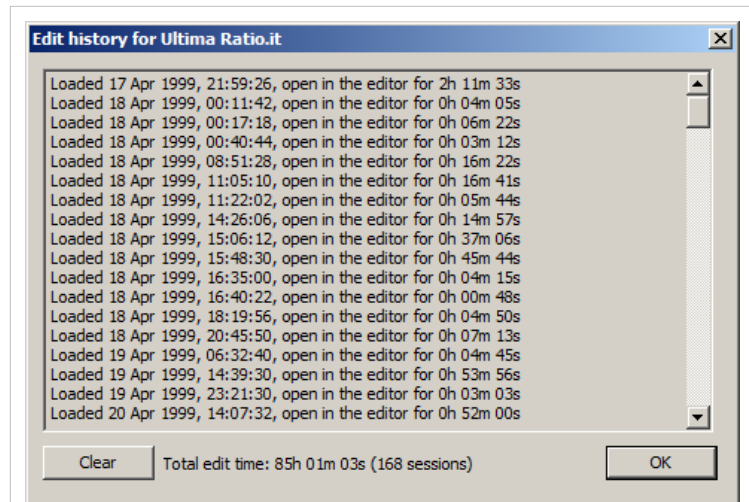 Edit history for Ultima Ratio.it
Loaded 17 Apr 1999, 21:59:26, open in the editor for 2h 11m 33s
Loaded 18 Apr 1999, 00:11:42, open in the editor for 0h 04m 05s
Loaded 18 Apr 1999, 00:17:18, open in the editor for 0h 06m 22s
Loaded 18 Apr 1999, 00:40:44, open in the editor for 0h 03m 12s
Loaded 18 Apr 1999, 08:51:28, open in the editor for 0h 16m 22s
Loaded 18 Apr 1999, 11:05:10, open in the editor for 0h 16m 41s
Loaded 18 Apr 1999, 11:22:02, open in the editor for 0h 05m 44s
Loaded 18 Apr 1999, 14:26:06, open in the editor for 0h 14m 57s
Loaded 18 Apr 1999, 15:06:12, open in the editor for 0h 37m 06s
Loaded 18 Apr 1999, 15:48:30, open in the editor for 0h 45m 44s
Loaded 18 Apr 1999, 16:35:00, open in the editor for 0h 04m 15s
Loaded 18 Apr 1999, 16:40:22, open in the editor for 0h 00m 48s
Loaded 18 Apr 1999, 18:19:56, open in the editor for 0h 04m 50s
Loaded 18 Apr 1999, 20:45:50, open in the editor for 0h 07m 13s
Loaded 19 Apr 1999, 06:32:40, open in the editor for 0h 04m 45s
Loaded 19 Apr 1999, 14:39:30, open in the editor for 0h 53m 56s
Loaded 19 Apr 1999, 23:21:30, open in the editor for 0h 03m 03s
Loaded 20 Apr 1999, 14:07:32, open in the editor for 0h 52m 00s
Clear Total edit time: 85h 01m 03s (168 sessions) OK